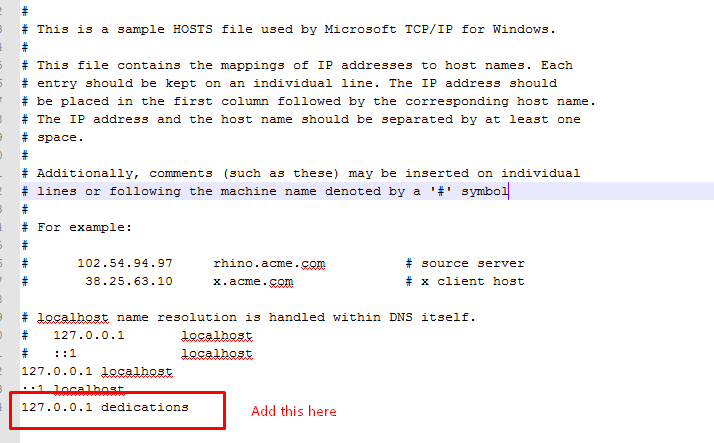 #
# This is a sample HOSTS file used by Microsoft TCP/IP for Windows.
#
# This file contains the mappings of IP addresses to host names. Each
# entry should be kept on an individual line. The IP address should
# be placed in the first column followed by the corresponding host name.
# The IP address and the host name should be separated by at least one
# space.
#
# Additionally, comments (such as these) may be inserted on individual
# lines or following the machine name denoted by a '#' symbol
#
# For example:
#
# 102.54.94.97 rhino.acme.com # source server
# 38.25.63.10 x.acme.com # x client host
# localhost name resolution is handled within DNS itself.
# 127.0.0.1 localhost
# ::1 localhost
127.0.0.1 localhost
::1 localhost
127.0.0.1 dedications Add this here